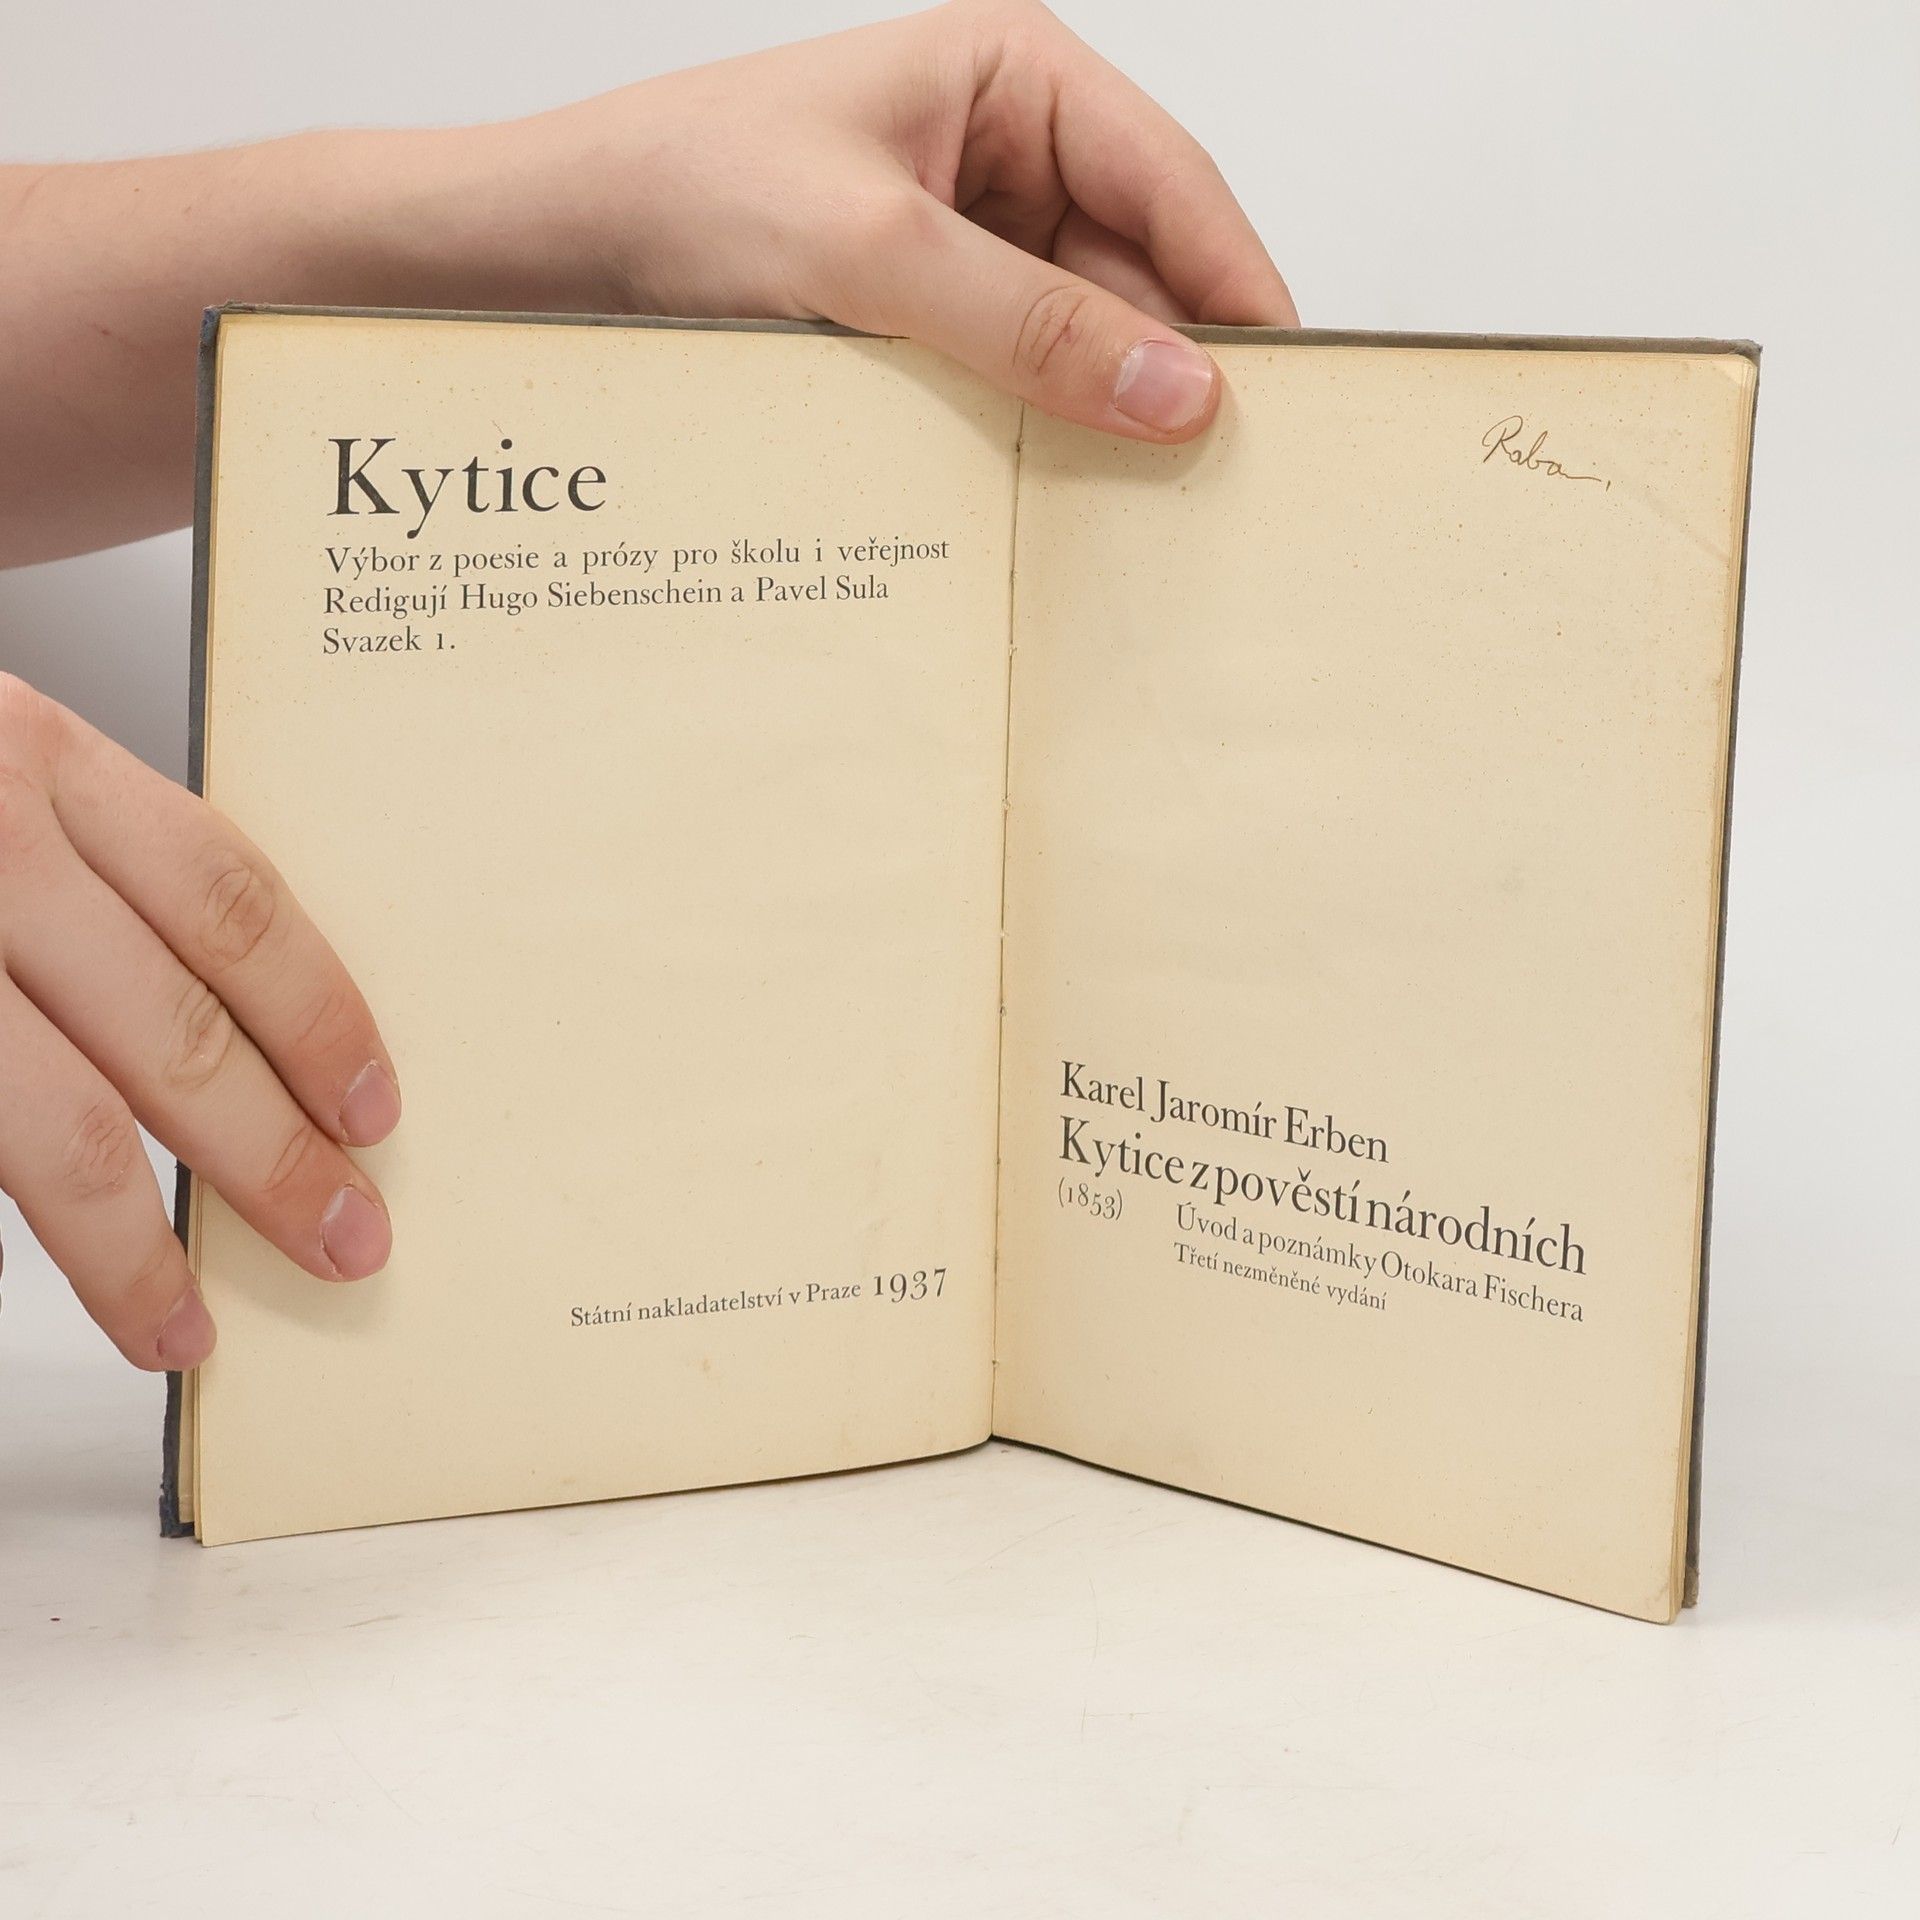 Kytice
Výbor z poesie a prózy pro školu i veřejnost
Redigují Hugo Siebenschein a Pavel Sula
Svazek 1.
Státní nakladatelství v Praze 1937
Raba
Karel Jaromír Erben
Kytice z pověstí národních
(1853) Úvod a poznámky Otokara Fischera
Třetí nezměněné vydání